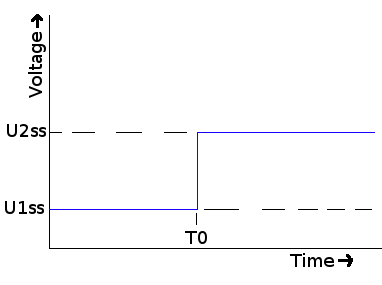 Voltage→
U2ss
U1ss
T0
Time→